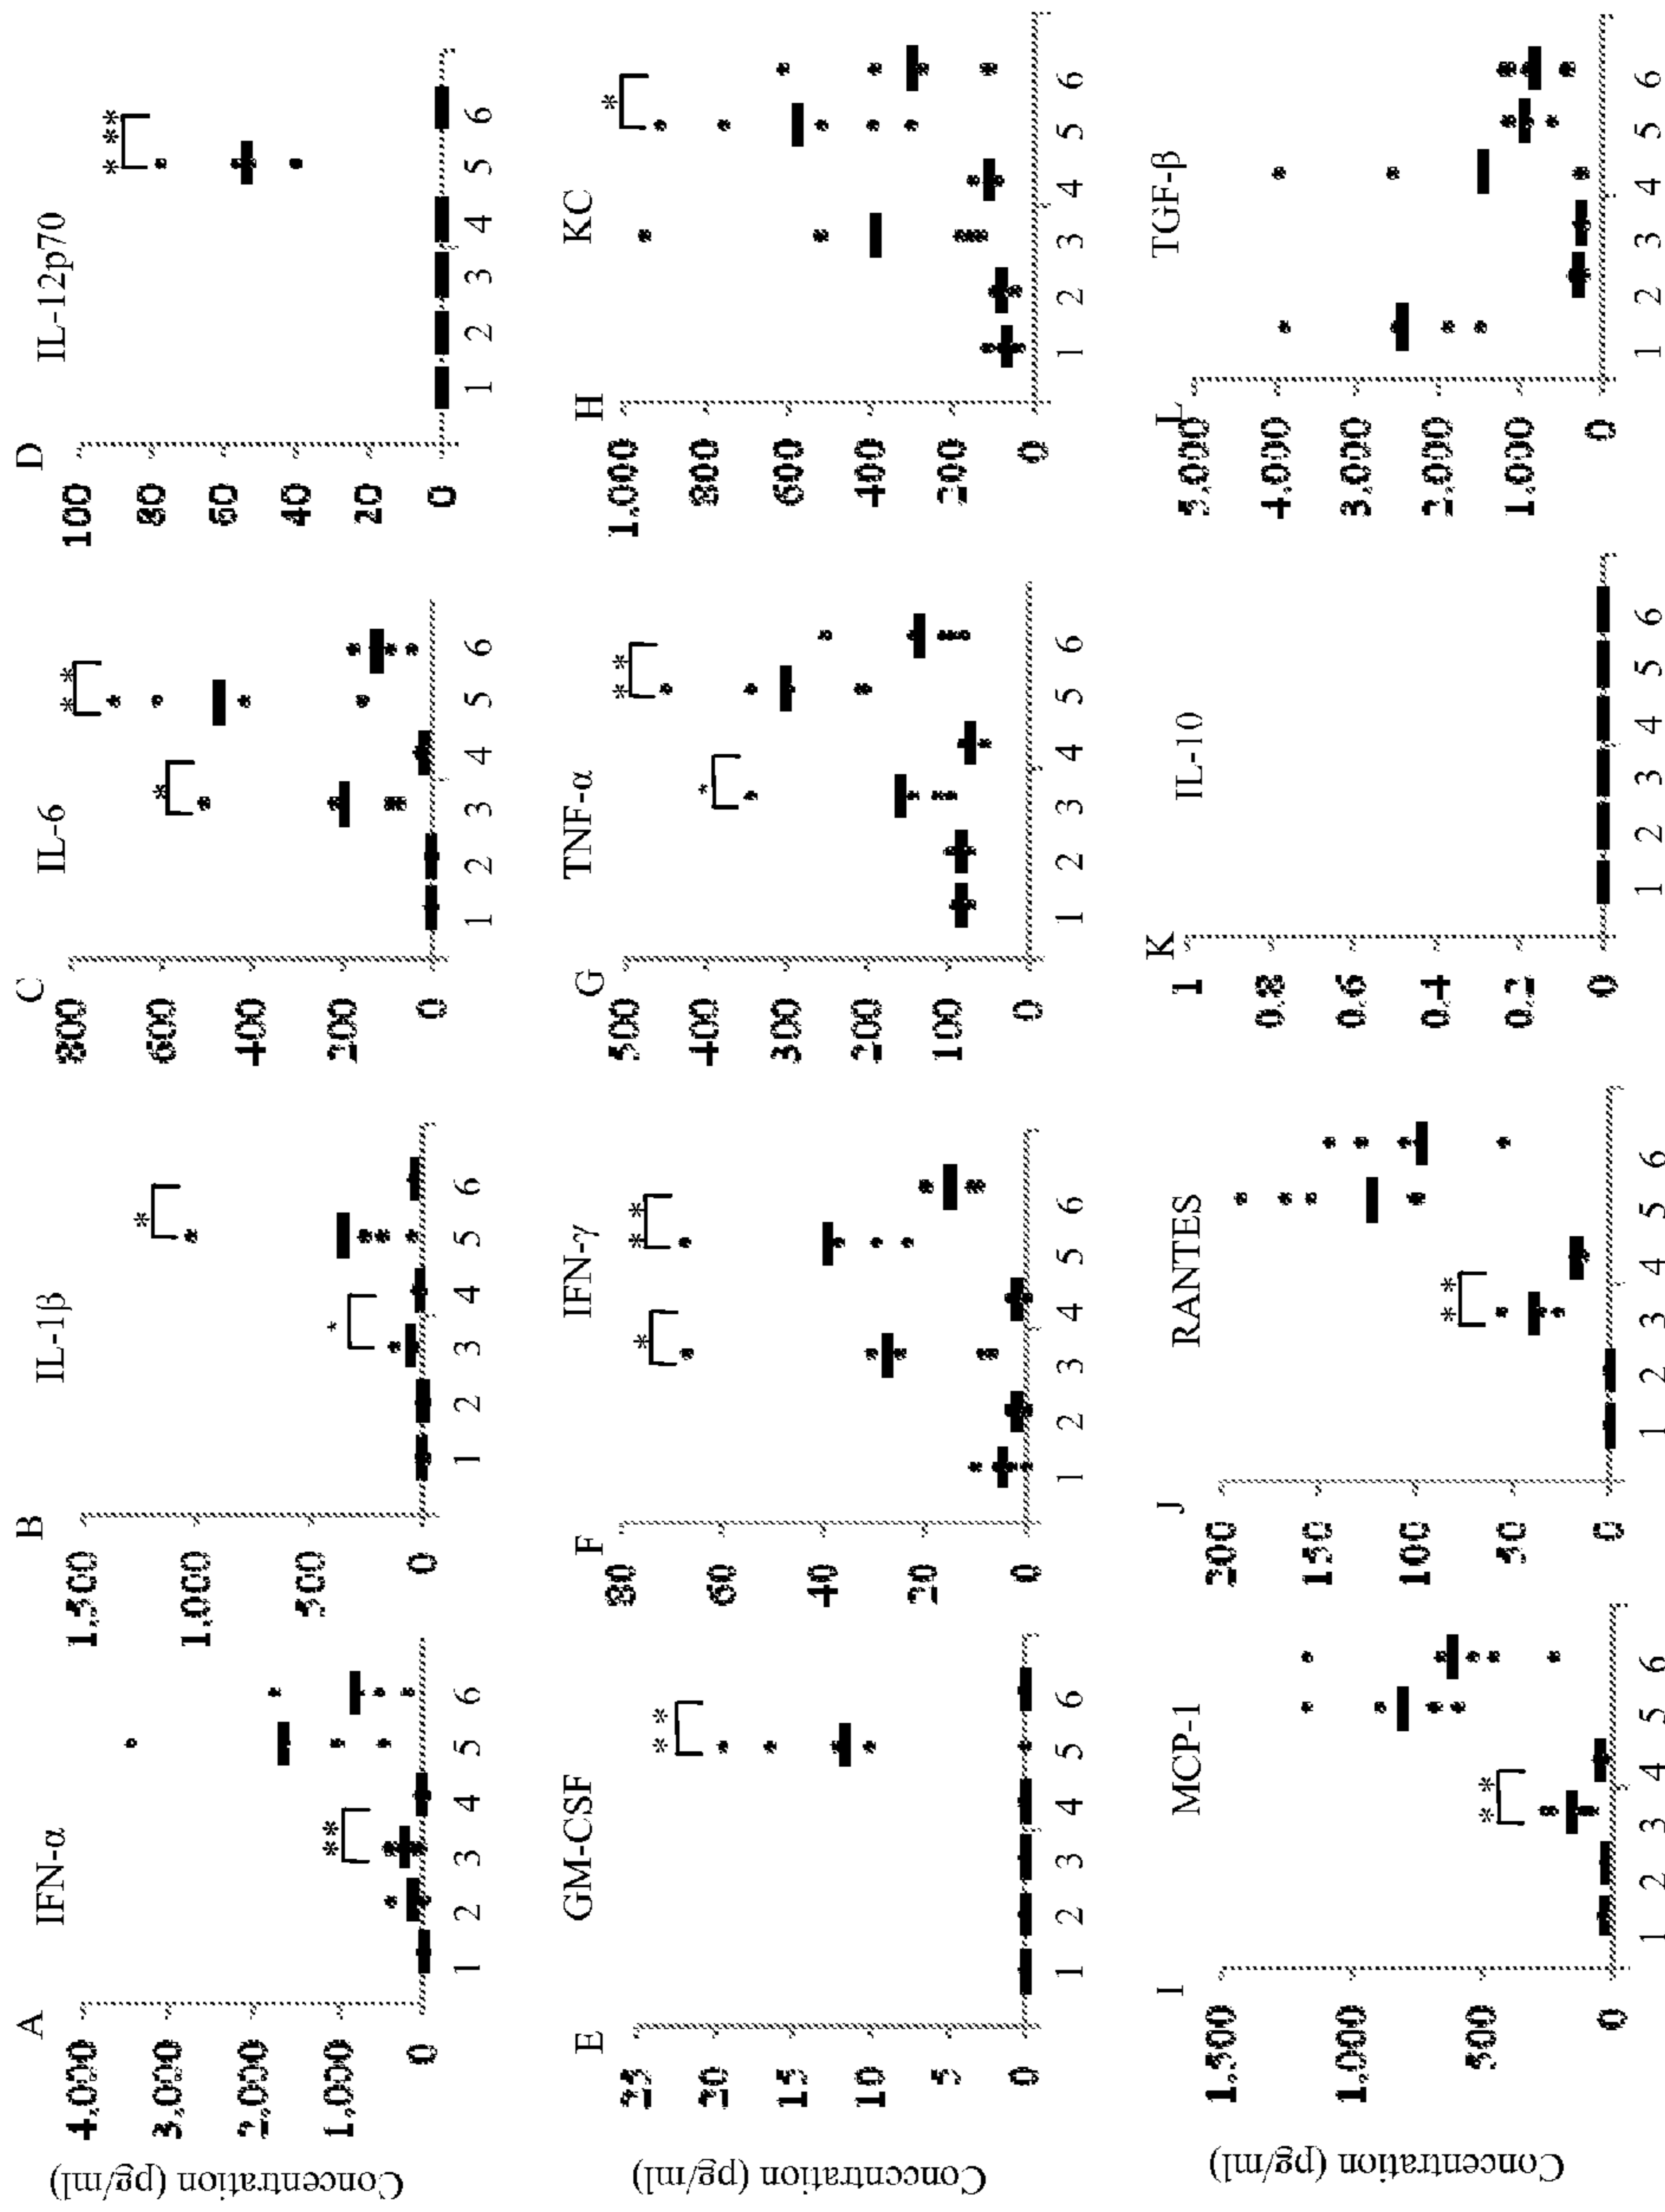 A
IFN-α
Concentration (pg/ml)
4,000
3,000
2,000
1,000
0
**
1 2 3 4 5 6
B
IL-1β
1,500
1,000
500
0
*
*
1 2 3 4 5 6
C
IL-6
800
600
400
200
0
*
**
1 2 3 4 5 6
D
IL-12p70
100
80
60
40
20
0
***
1 2 3 4 5 6
E
GM-CSF
Concentration (pg/ml)
25
20
15
10
5
0
**
1 2 3 4 5 6
F
IFN-γ
80
60
40
20
0
*
**
1 2 3 4 5 6
G
TNF-α
500
400
300
200
100
0
*
**
1 2 3 4 5 6
H
KC
1,000
800
600
400
200
0
*
1 2 3 4 5 6
I
MCP-1
Concentration (pg/ml)
1,500
1,000
500
0
**
1 2 3 4 5 6
J
RANTES
200
150
100
50
0
**
1 2 3 4 5 6
K
IL-10
1
0.8
0.6
0.4
0.2
0
1 2 3 4 5 6
L
TGF-β
5,000
4,000
3,000
2,000
1,000
0
1 2 3 4 5 6